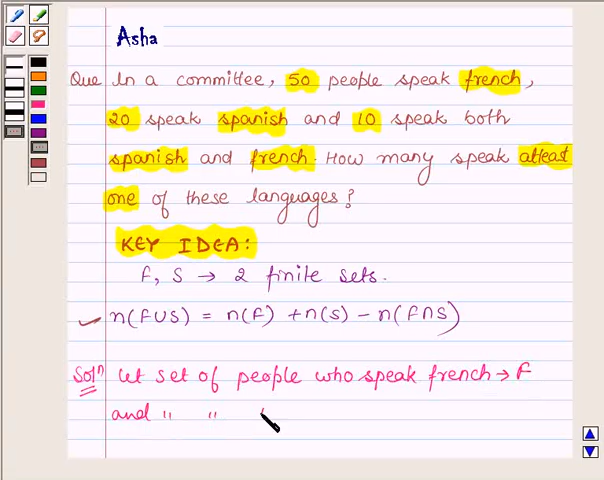 Asha
Que In a committee, 50 people speak french,
20 speak spanish and 10 speak both
spanish and french. How many speak atleast
one of these languages?
KEY IDEA:
F, S → 2 finite sets.
n(F∪S) = n(F) + n(S) - n(F∩S)
Solⁿ Let set of people who speak french → F
and " " "